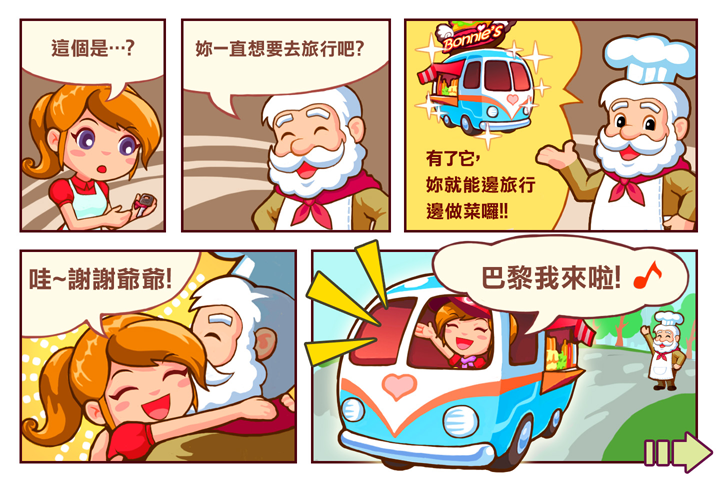 這個是…?
妳一直想要去旅行吧?
Bonnie's
有了它，
妳就能邊旅行
邊做菜囉!!
哇~謝謝爺爺!
巴黎我來啦!